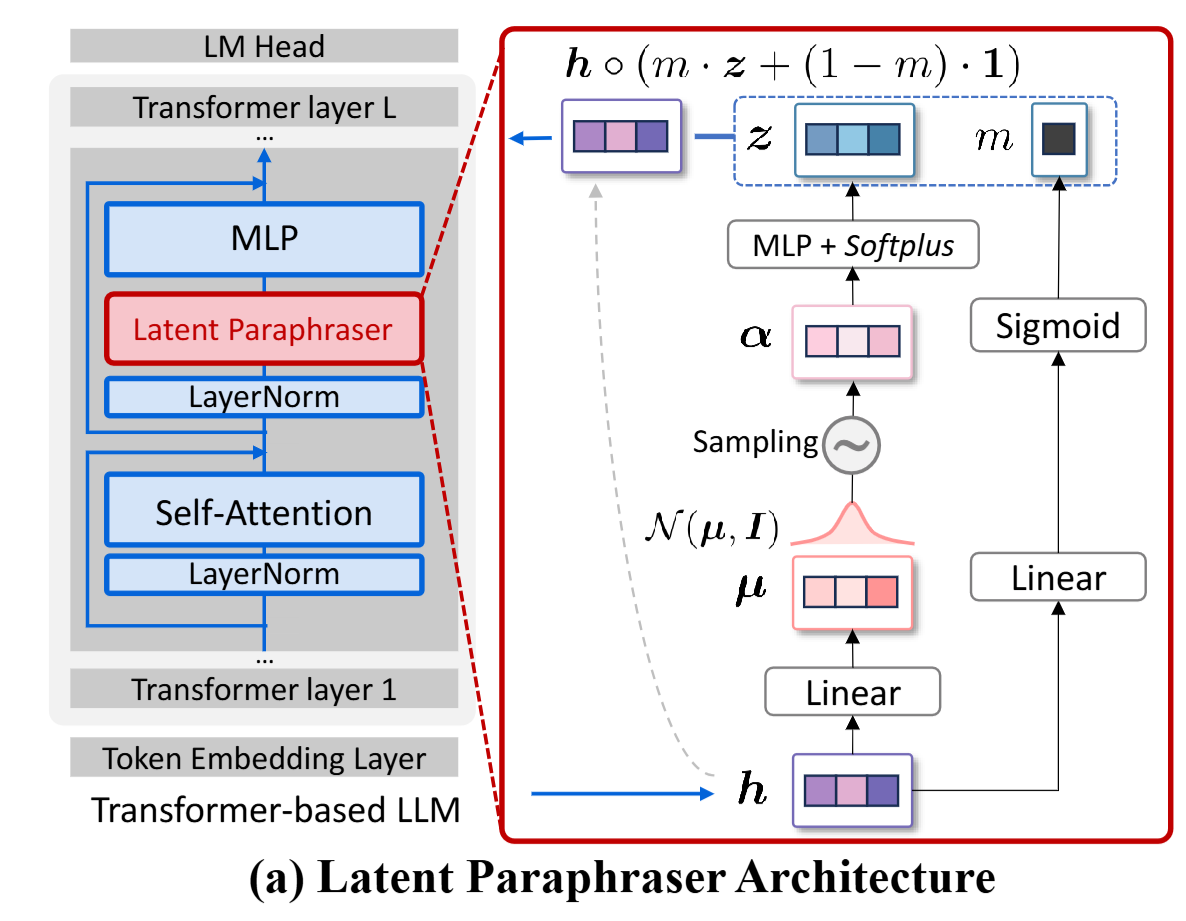 LM Head
Transformer layer L
...
MLP
Latent Paraphraser
LayerNorm
Self-Attention
LayerNorm
...
Transformer layer 1
Token Embedding Layer
Transformer-based LLM
h ∘ (m · z + (1 − m) · 1)
z
m
MLP + Softplus
α
Sigmoid
Sampling
~
N(μ, I)
μ
Linear
Linear
h
(a) Latent Paraphraser Architecture